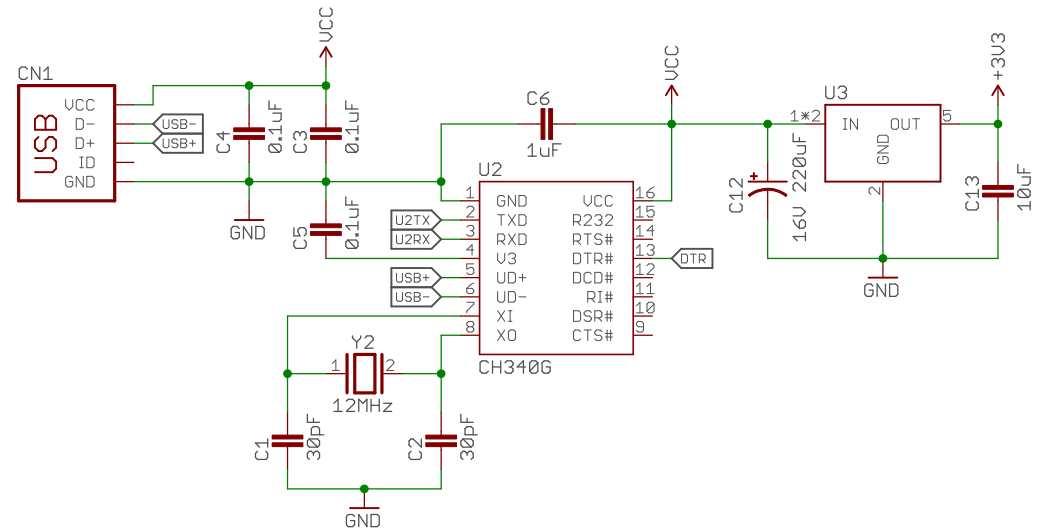 CN1
USB
VCC
D-
D+
ID
GND
USB-
USB+
VCC
C4
0.1uF
C3
0.1uF
GND
C5
0.1uF
C6
1uF
U2
1 GND VCC 16
2 TXD R232 15
3 RXD RTS# 14
4 V3 DTR# 13
5 UD+ DCD# 12
6 UD- RI# 11
7 XI DSR# 10
8 XO CTS# 9
CH340G
U2TX
U2RX
USB+
USB-
DTR
Y2
1 2
12MHz
C1
30pF
C2
30pF
GND
VCC
C12
16V 220uF
U3
1*2 IN OUT 5
GND
2
+3V3
C13
10uF
GND